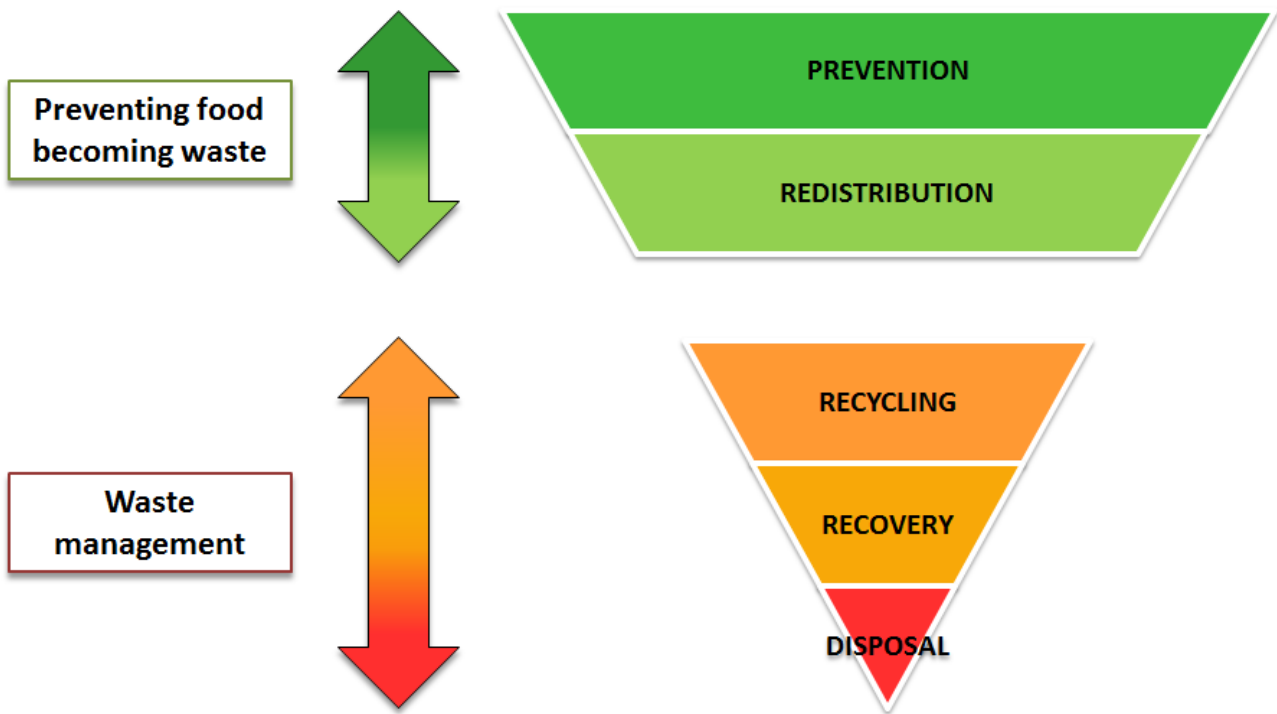 Preventing food
becoming waste
PREVENTION
REDISTRIBUTION
Waste
management
RECYCLING
RECOVERY
DISPOSAL